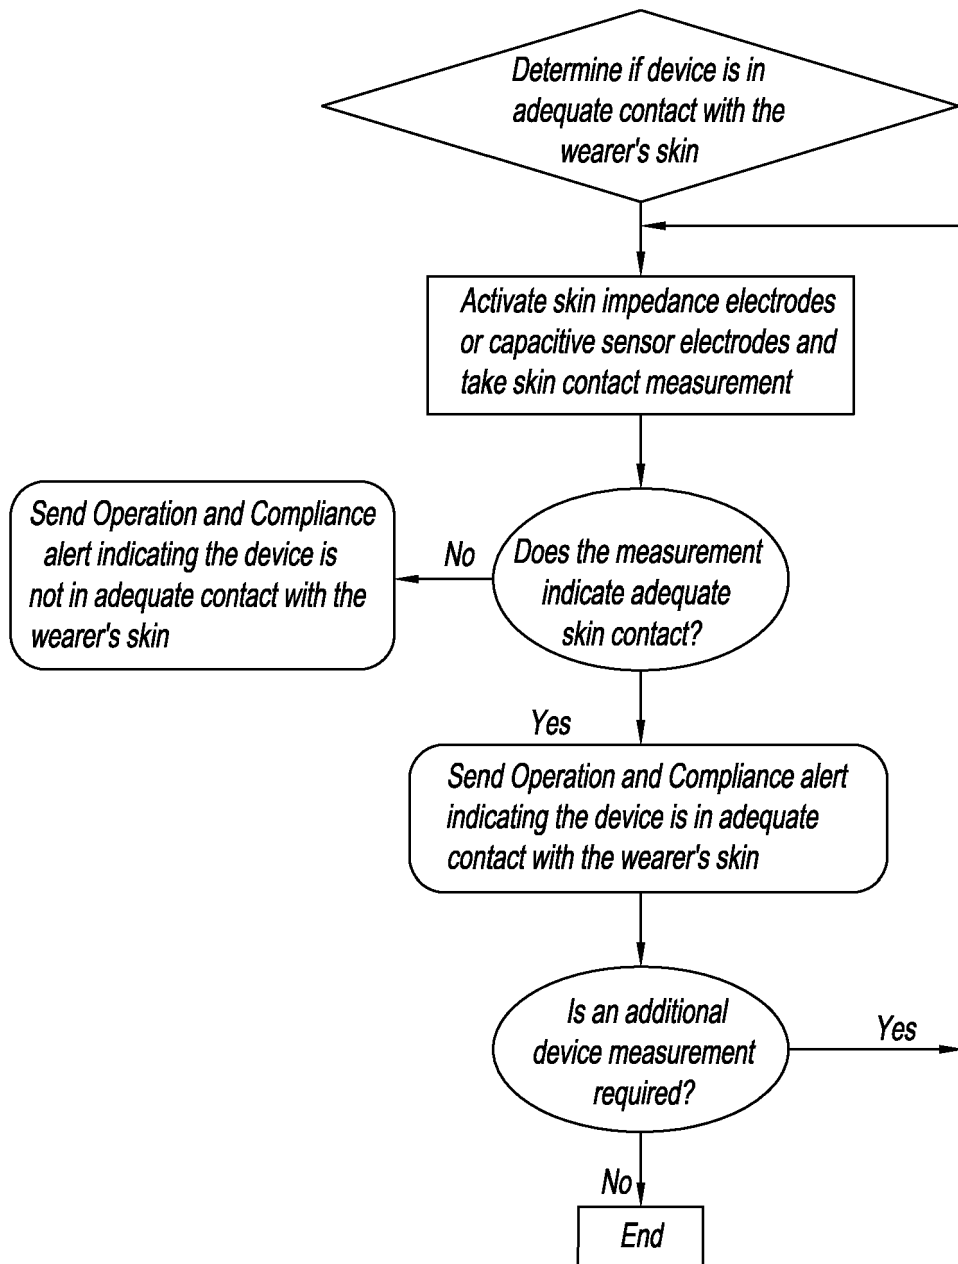 Determine if device is in
adequate contact with the
wearer's skin
Activate skin impedance electrodes
or capacitive sensor electrodes and
take skin contact measurement
Send Operation and Compliance
alert indicating the device is
not in adequate contact with the
wearer's skin
No
Does the measurement
indicate adequate
skin contact?
Yes
Send Operation and Compliance alert
indicating the device is in adequate
contact with the wearer's skin
Is an additional
device measurement
required?
Yes
No
End